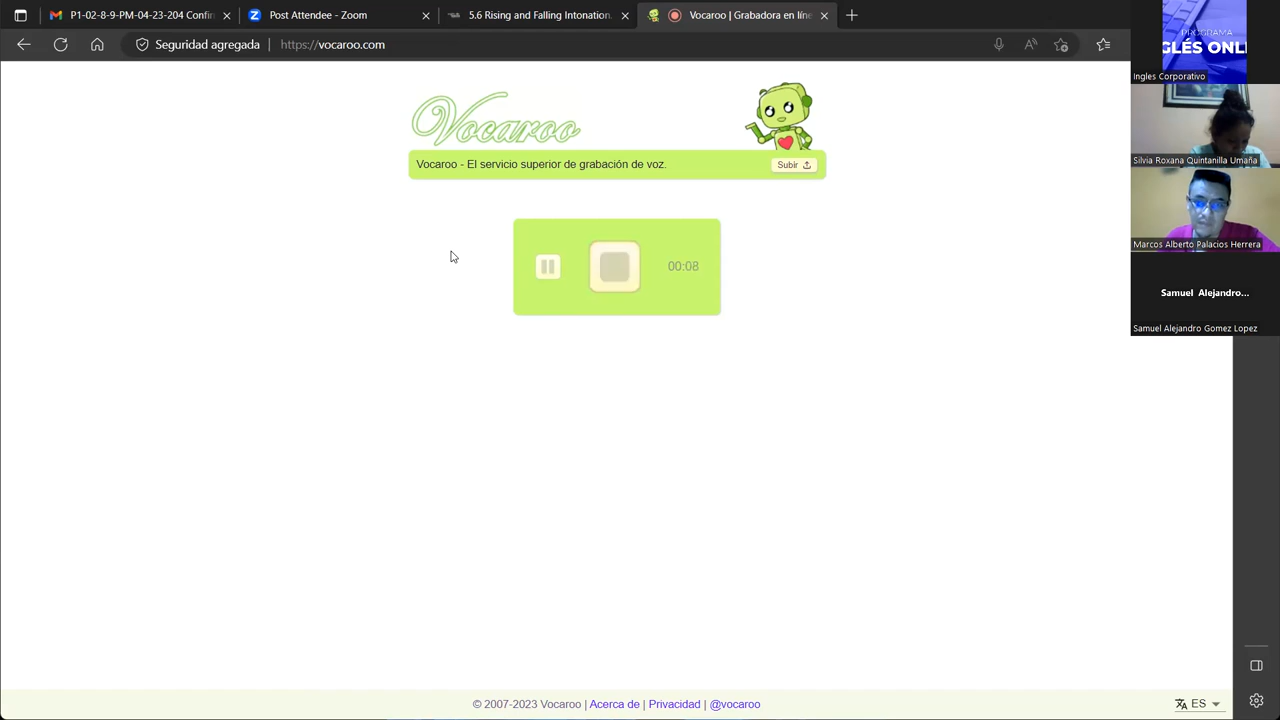 P1-02-8-9-PM-04-23-204 Confir
Post Attendee - Zoom
5.6 Rising and Falling Intonation.
Vocaroo | Grabadora en líne
Seguridad agregada
https://vocaroo.com
Vocaroo
Vocaroo - El servicio superior de grabación de voz.
Subir
00:08
PROGRAMA
GLÉS ONLI
Ingles Corporativo
Silvia Roxana Quintanilla Umaña
Marcos Alberto Palacios Herrera
Samuel Alejandro...
Samuel Alejandro Gomez Lopez
© 2007-2023 Vocaroo | Acerca de | Privacidad | @vocaroo
ES